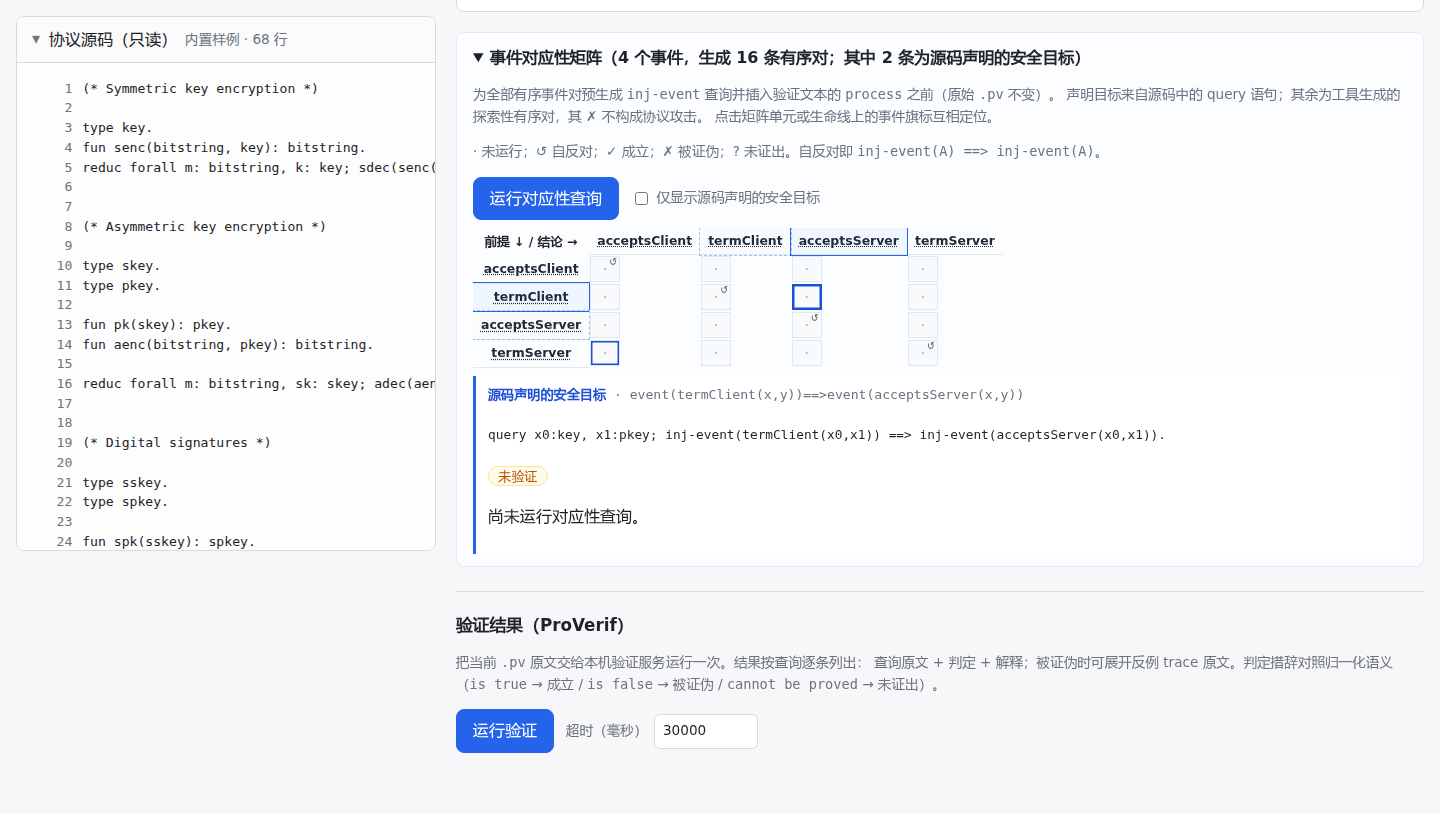 ▼ 协议源码（只读） 内置样例 · 68 行
1 (* Symmetric key encryption *)
2
3 type key.
4 fun senc(bitstring, key): bitstring.
5 reduc forall m: bitstring, k: key; sdec(senc(
6
7
8 (* Asymmetric key encryption *)
9
10 type skey.
11 type pkey.
12
13 fun pk(skey): pkey.
14 fun aenc(bitstring, pkey): bitstring.
15
16 reduc forall m: bitstring, sk: skey; adec(aen
17
18
19 (* Digital signatures *)
20
21 type sskey.
22 type spkey.
23
24 fun spk(sskey): spkey.
▼ 事件对应性矩阵（4 个事件，生成 16 条有序对；其中 2 条为源码声明的安全目标）
为全部有序事件对预生成 inj-event 查询并插入验证文本的 process 之前（原始 .pv 不变）。 声明目标来自源码中的 query 语句；其余为工具生成的
探索性有序对，其 ✗ 不构成协议攻击。 点击矩阵单元或生命线上的事件旗标互相定位。
· 未运行；↺ 自反对；✓ 成立；✗ 被证伪；? 未证出。自反对即 inj-event(A) ==> inj-event(A)。
运行对应性查询 仅显示源码声明的安全目标
前提 ↓ / 结论 → acceptsClient termClient acceptsServer termServer
acceptsClient ·↺ · · ·
termClient · ·↺ · ·
acceptsServer · · ·↺ ·
termServer · · · ·↺
源码声明的安全目标 · event(termClient(x,y))==>event(acceptsServer(x,y))
query x0:key, x1:pkey; inj-event(termClient(x0,x1)) ==> inj-event(acceptsServer(x0,x1)).
未验证
尚未运行对应性查询。
验证结果（ProVerif）
把当前 .pv 原文交给本机验证服务运行一次。结果按查询逐条列出： 查询原文 + 判定 + 解释；被证伪时可展开反例 trace 原文。判定措辞对照归一化语义
（is true → 成立 / is false → 被证伪 / cannot be proved → 未证出）。
运行验证 超时（毫秒） 30000